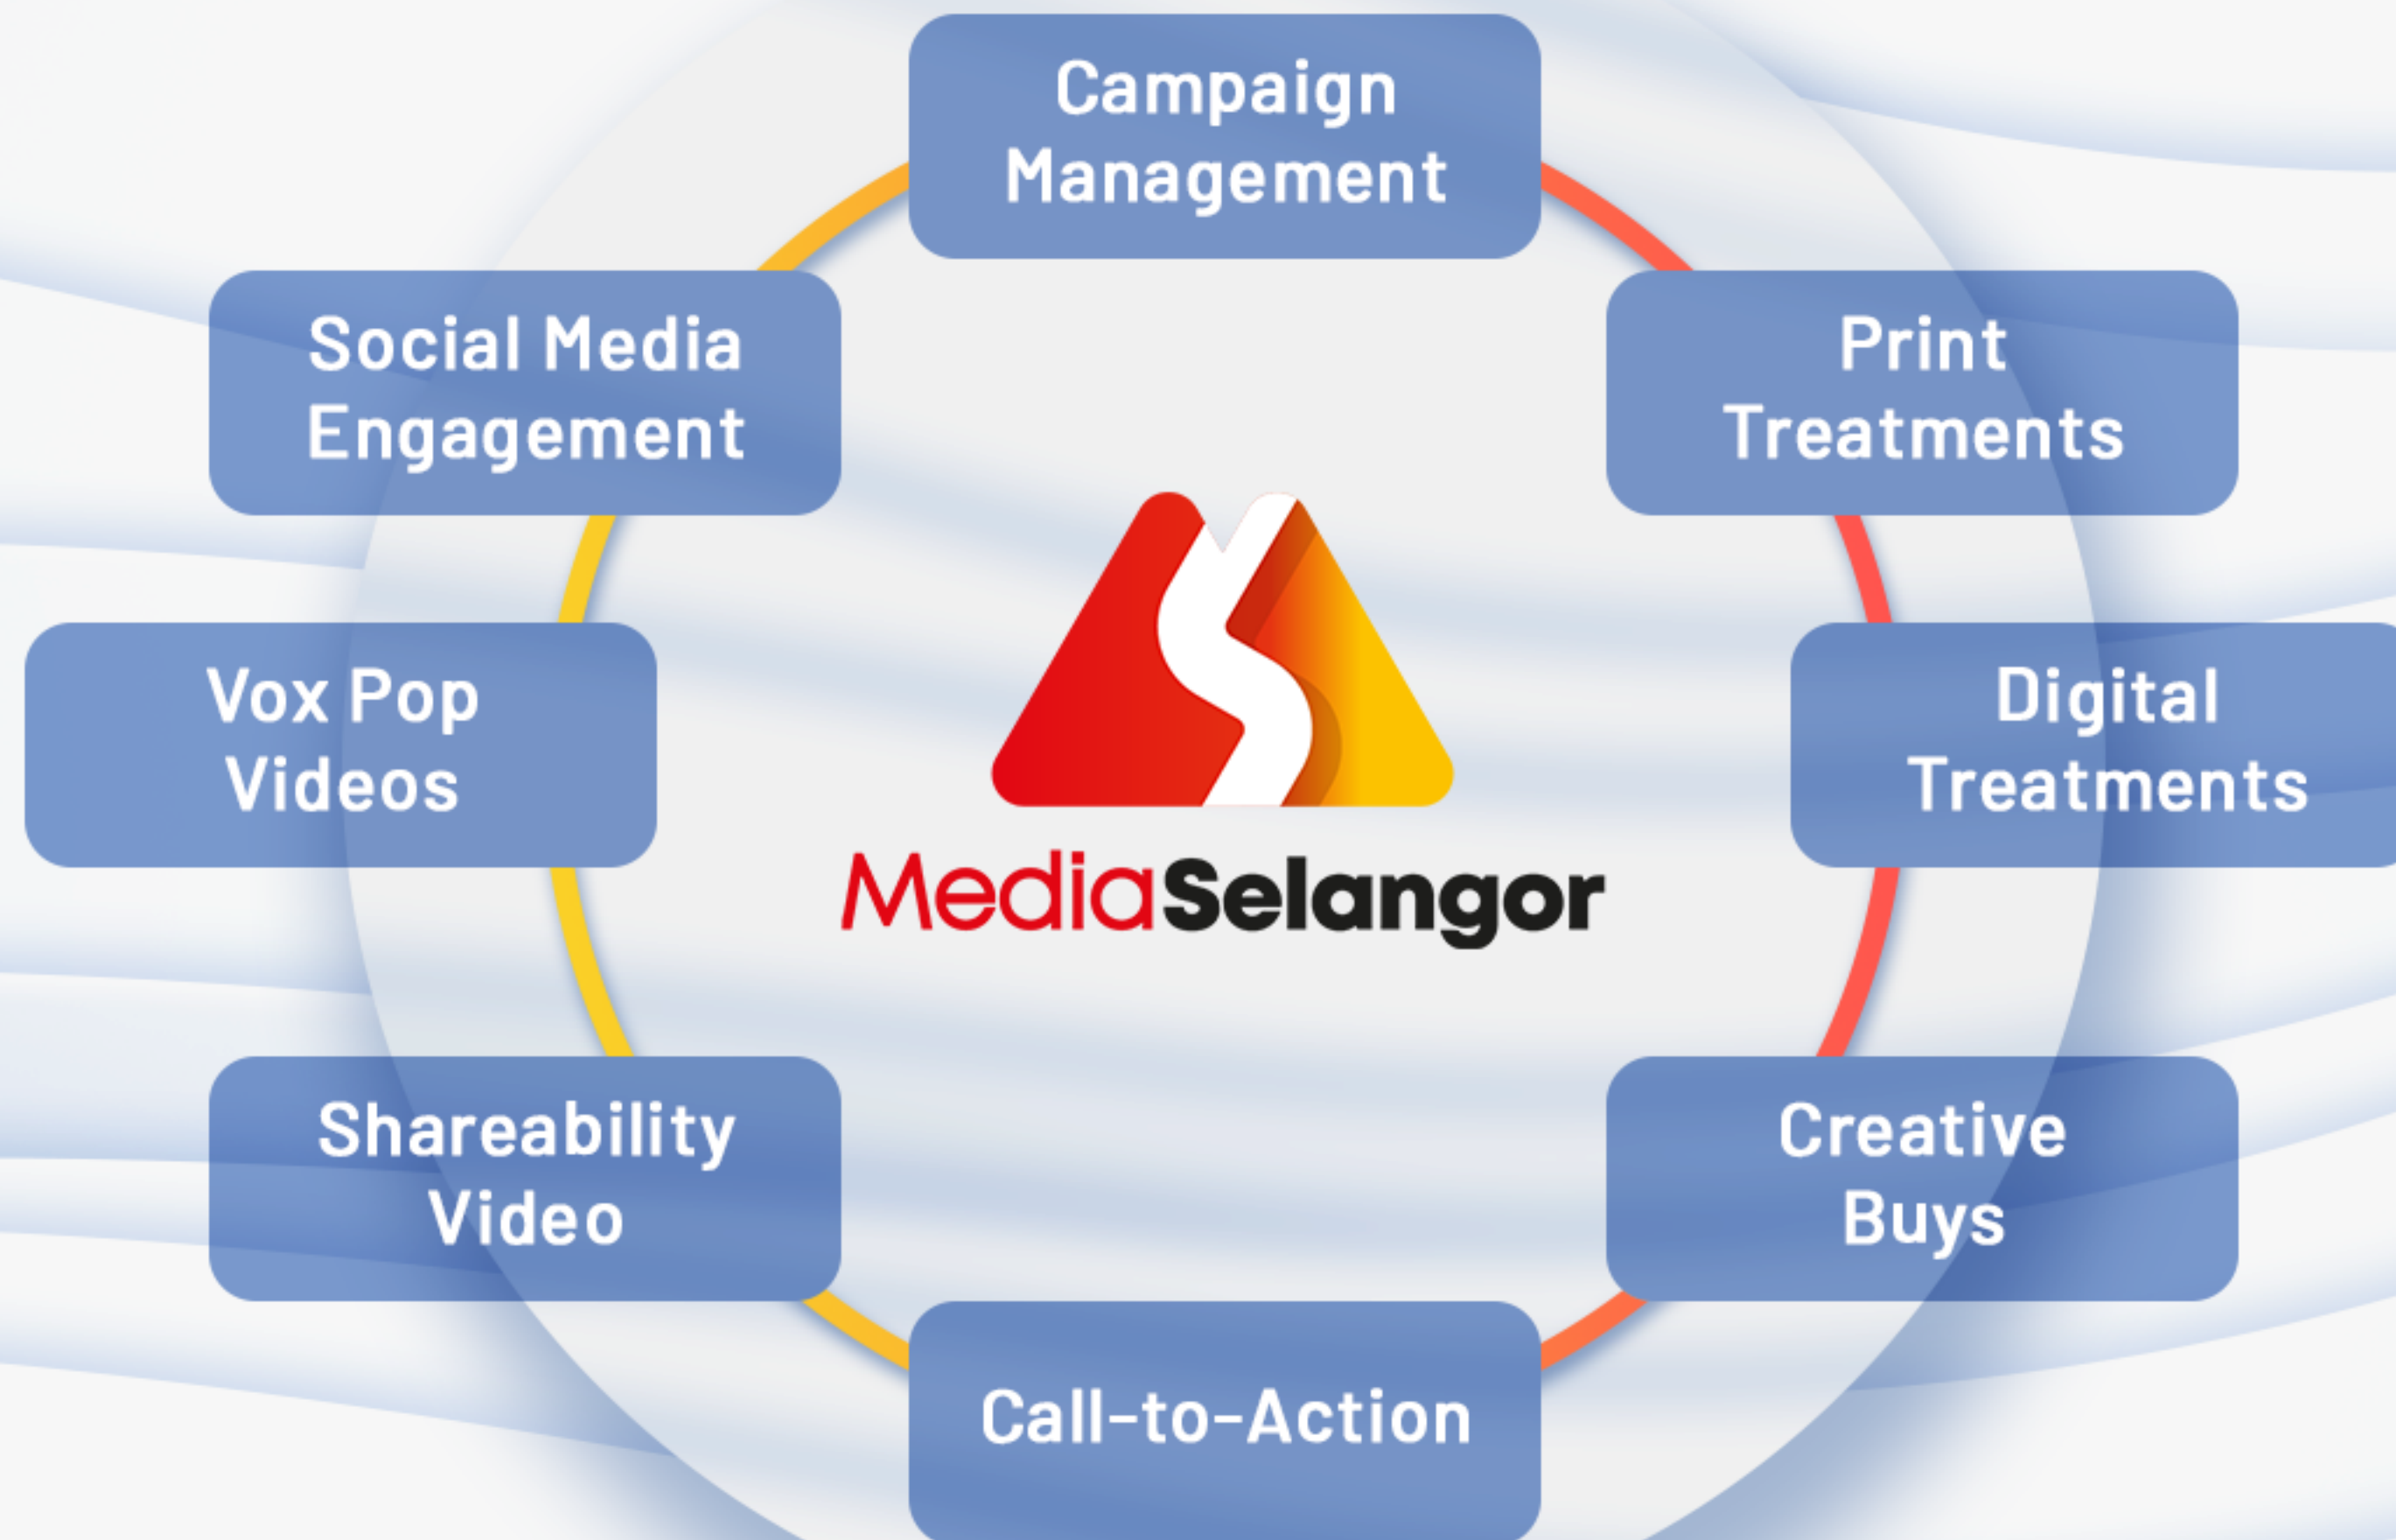 Campaign
Management
Social Media
Engagement
Print
Treatments
Vox Pop
Videos
Digital
Treatments
MediaSelangor
Shareability
Video
Creative
Buys
Call-to-Action